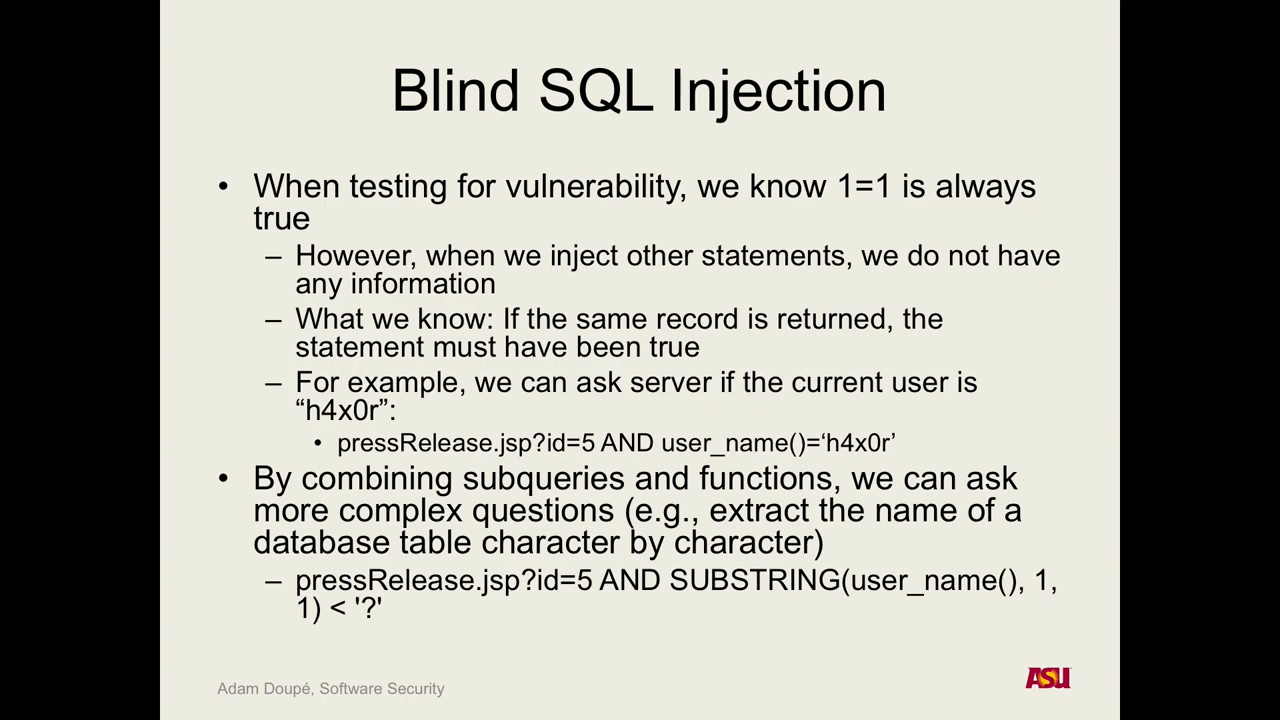 Blind SQL Injection
• When testing for vulnerability, we know 1=1 is always
true
– However, when we inject other statements, we do not have
any information
– What we know: If the same record is returned, the
statement must have been true
– For example, we can ask server if the current user is
“h4x0r”:
• pressRelease.jsp?id=5 AND user_name()=‘h4x0r’
• By combining subqueries and functions, we can ask
more complex questions (e.g., extract the name of a
database table character by character)
– pressRelease.jsp?id=5 AND SUBSTRING(user_name(), 1,
1) < '?'
Adam Doupé, Software Security
ASU